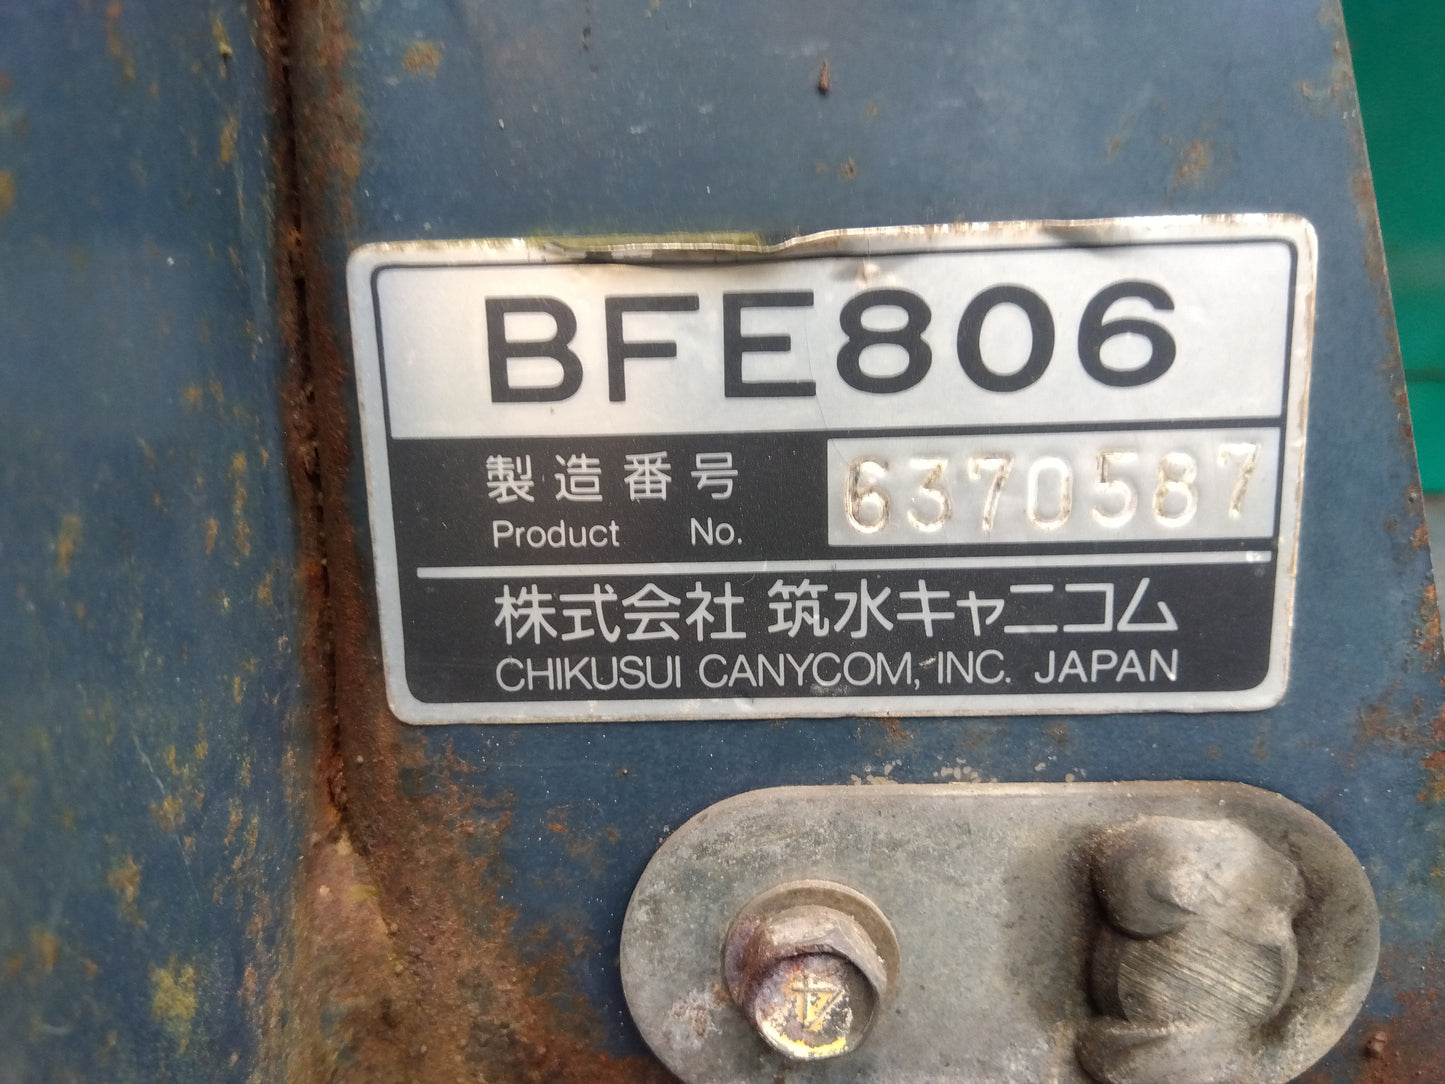 BFE806
製造番号 6370587
Product No.
株式会社 筑水キャニコム
CHIKUSUI CANYCOM, INC. JAPAN